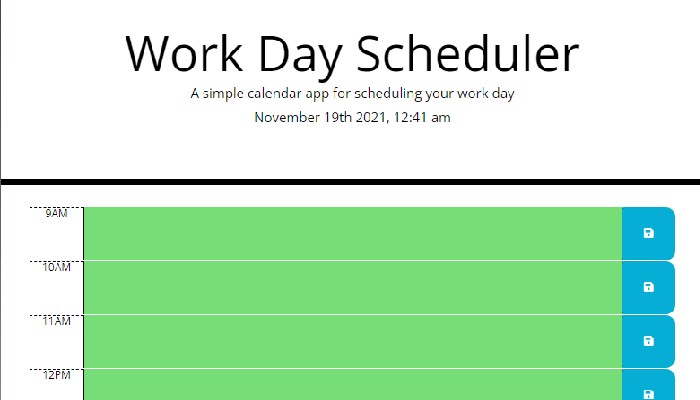 Work Day Scheduler
A simple calendar app for scheduling your work day
November 19th 2021, 12:41 am
9AM
10AM
11AM
12PM